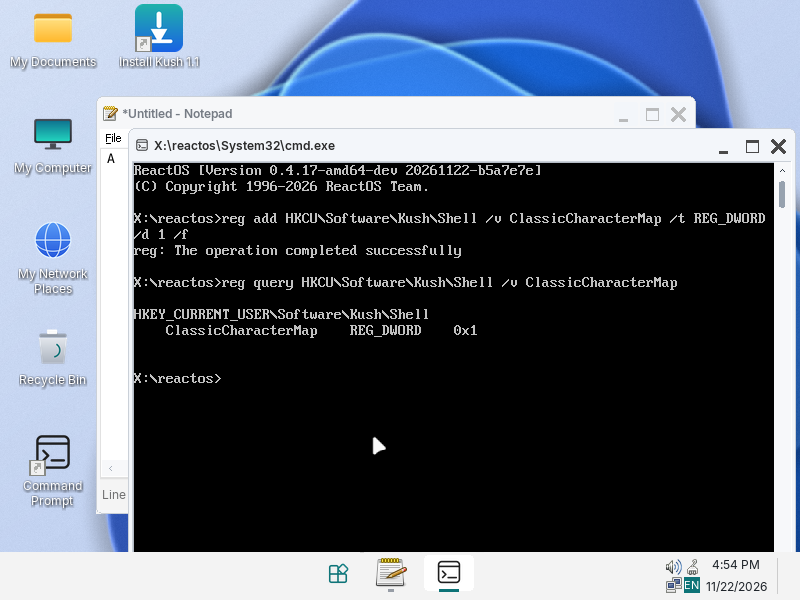 My Documents
Install Kush 1.1
My Computer
My Network
Places
Recycle Bin
Command
Prompt
*Untitled - Notepad
File
A
Line
X:\reactos\System32\cmd.exe
ReactOS [Version 0.4.17-amd64-dev 20261122-b5a7e7e]
(C) Copyright 1996-2026 ReactOS Team.
X:\reactos>reg add HKCU\Software\Kush\Shell /v ClassicCharacterMap /t REG_DWORD
/d 1 /f
reg: The operation completed successfully
X:\reactos>reg query HKCU\Software\Kush\Shell /v ClassicCharacterMap
HKEY_CURRENT_USER\Software\Kush\Shell
ClassicCharacterMap REG_DWORD 0x1
X:\reactos>
4:54 PM
EN 11/22/2026